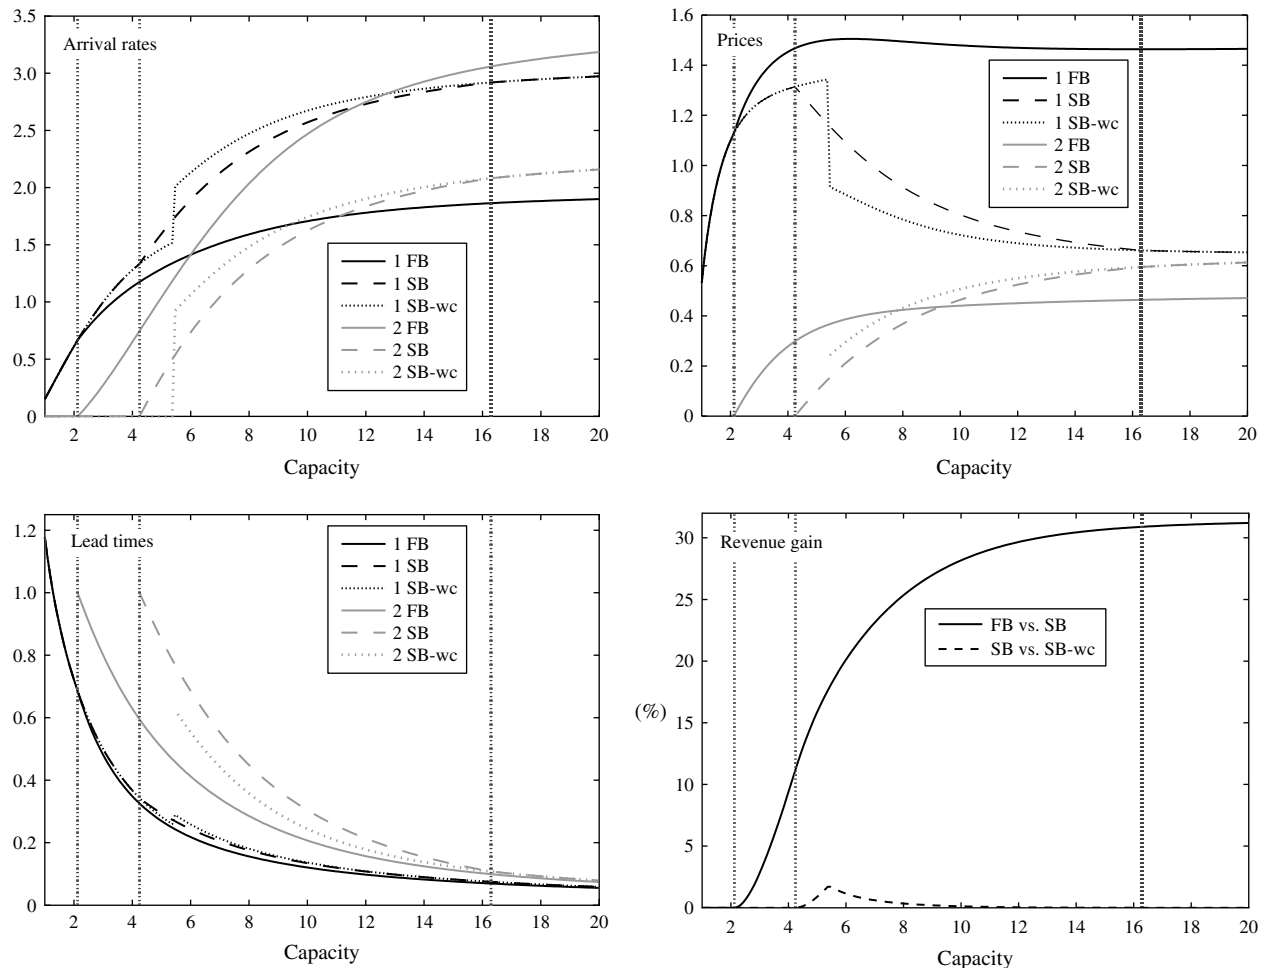 Arrival rates
3.5
3.0
2.5
2.0
1.5
1.0
0.5
0
1 FB
1 SB
1 SB-wc
2 FB
2 SB
2 SB-wc
2 4 6 8 10 12 14 16 18 20
Capacity
Prices
1.6
1.4
1.2
1.0
0.8
0.6
0.4
0.2
0
1 FB
1 SB
1 SB-wc
2 FB
2 SB
2 SB-wc
2 4 6 8 10 12 14 16 18 20
Capacity
Lead times
1.2
1.0
0.8
0.6
0.4
0.2
0
1 FB
1 SB
1 SB-wc
2 FB
2 SB
2 SB-wc
2 4 6 8 10 12 14 16 18 20
Capacity
Revenue gain
(%)
30
25
20
15
10
5
0
FB vs. SB
SB vs. SB-wc
2 4 6 8 10 12 14 16 18 20
Capacity